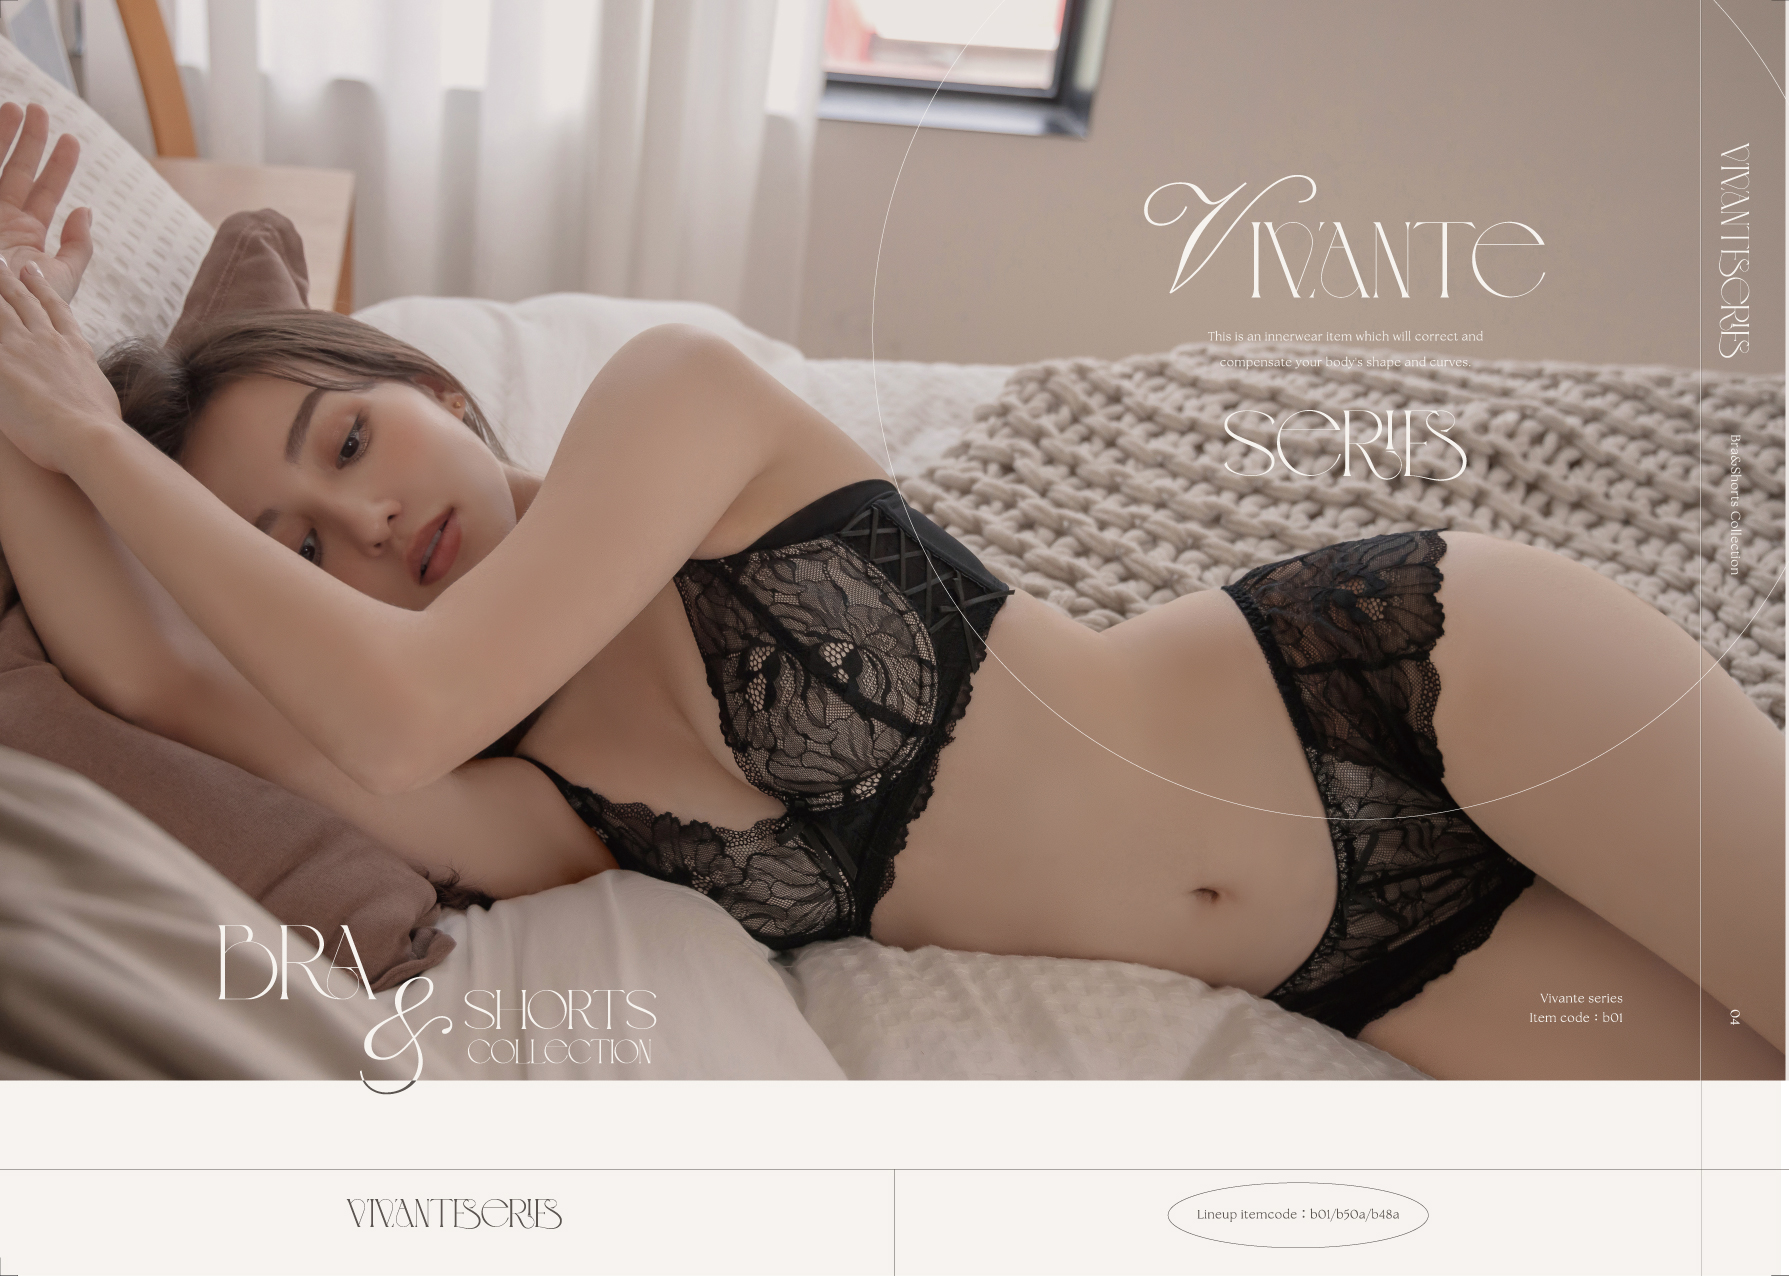 Vivante
This is an innerwear item which will correct and
compensate your body's shape and curves.
SERIES
VIVANTESERIES
Bra&Shorts Collection
04
BRA
& SHORTS
COLLECTION
Vivante series
Item code：b01
VIVANTESERIES
Lineup itemcode：b01/b50a/b48a